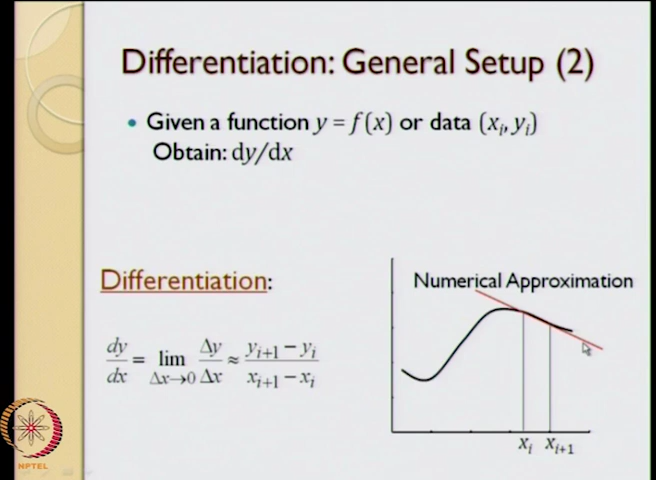 Differentiation: General Setup (2)
• Given a function y = f(x) or data (xᵢ, yᵢ)
Obtain: dy/dx
Differentiation:
dy/dx = lim Δx→0 Δy/Δx ≈ (yᵢ₊₁ − yᵢ)/(xᵢ₊₁ − xᵢ)
Numerical Approximation
xᵢ xᵢ₊₁
NPTEL